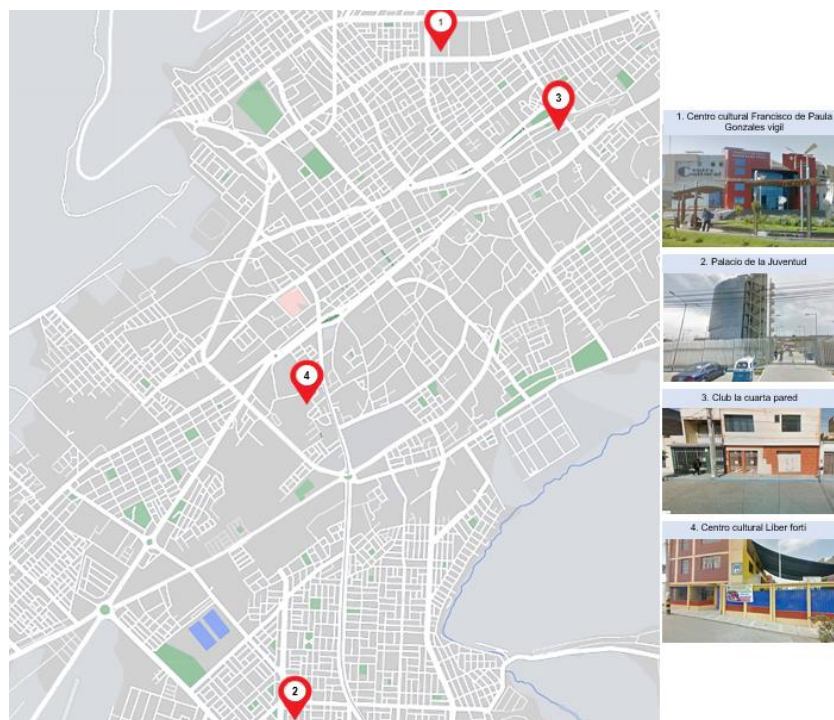 1
3
4
2
1. Centro cultural Francisco de Paula
Gonzales vigil
2. Palacio de la Juventud
3. Club la cuarta pared
4. Centro cultural Liber forti